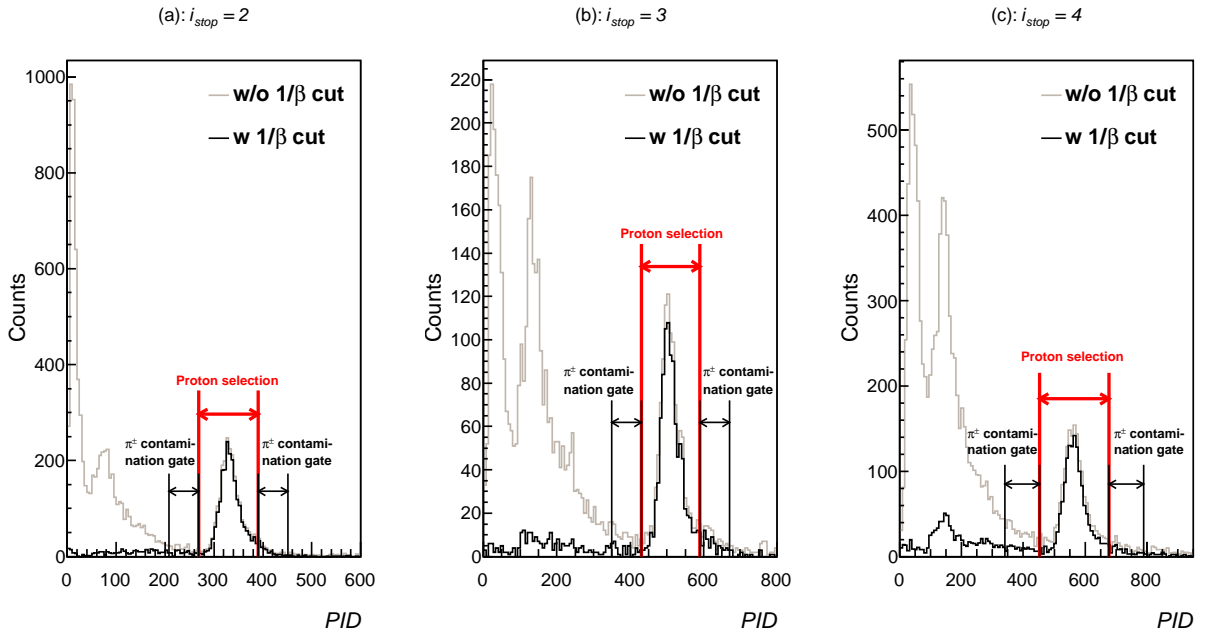 (a): i_stop = 2
1000
800
600
400
200
0
Counts
w/o 1/β cut
w 1/β cut
Proton selection
π± contami-
nation gate
π± contami-
nation gate
0 100 200 300 400 500 600
PID
(b): i_stop = 3
220
200
180
160
140
120
100
80
60
40
20
0
Counts
w/o 1/β cut
w 1/β cut
Proton selection
π± contami-
nation gate
π± contami-
nation gate
0 200 400 600 800
PID
(c): i_stop = 4
500
400
300
200
100
0
Counts
w/o 1/β cut
w 1/β cut
Proton selection
π± contami-
nation gate
π± contami-
nation gate
0 200 400 600 800
PID